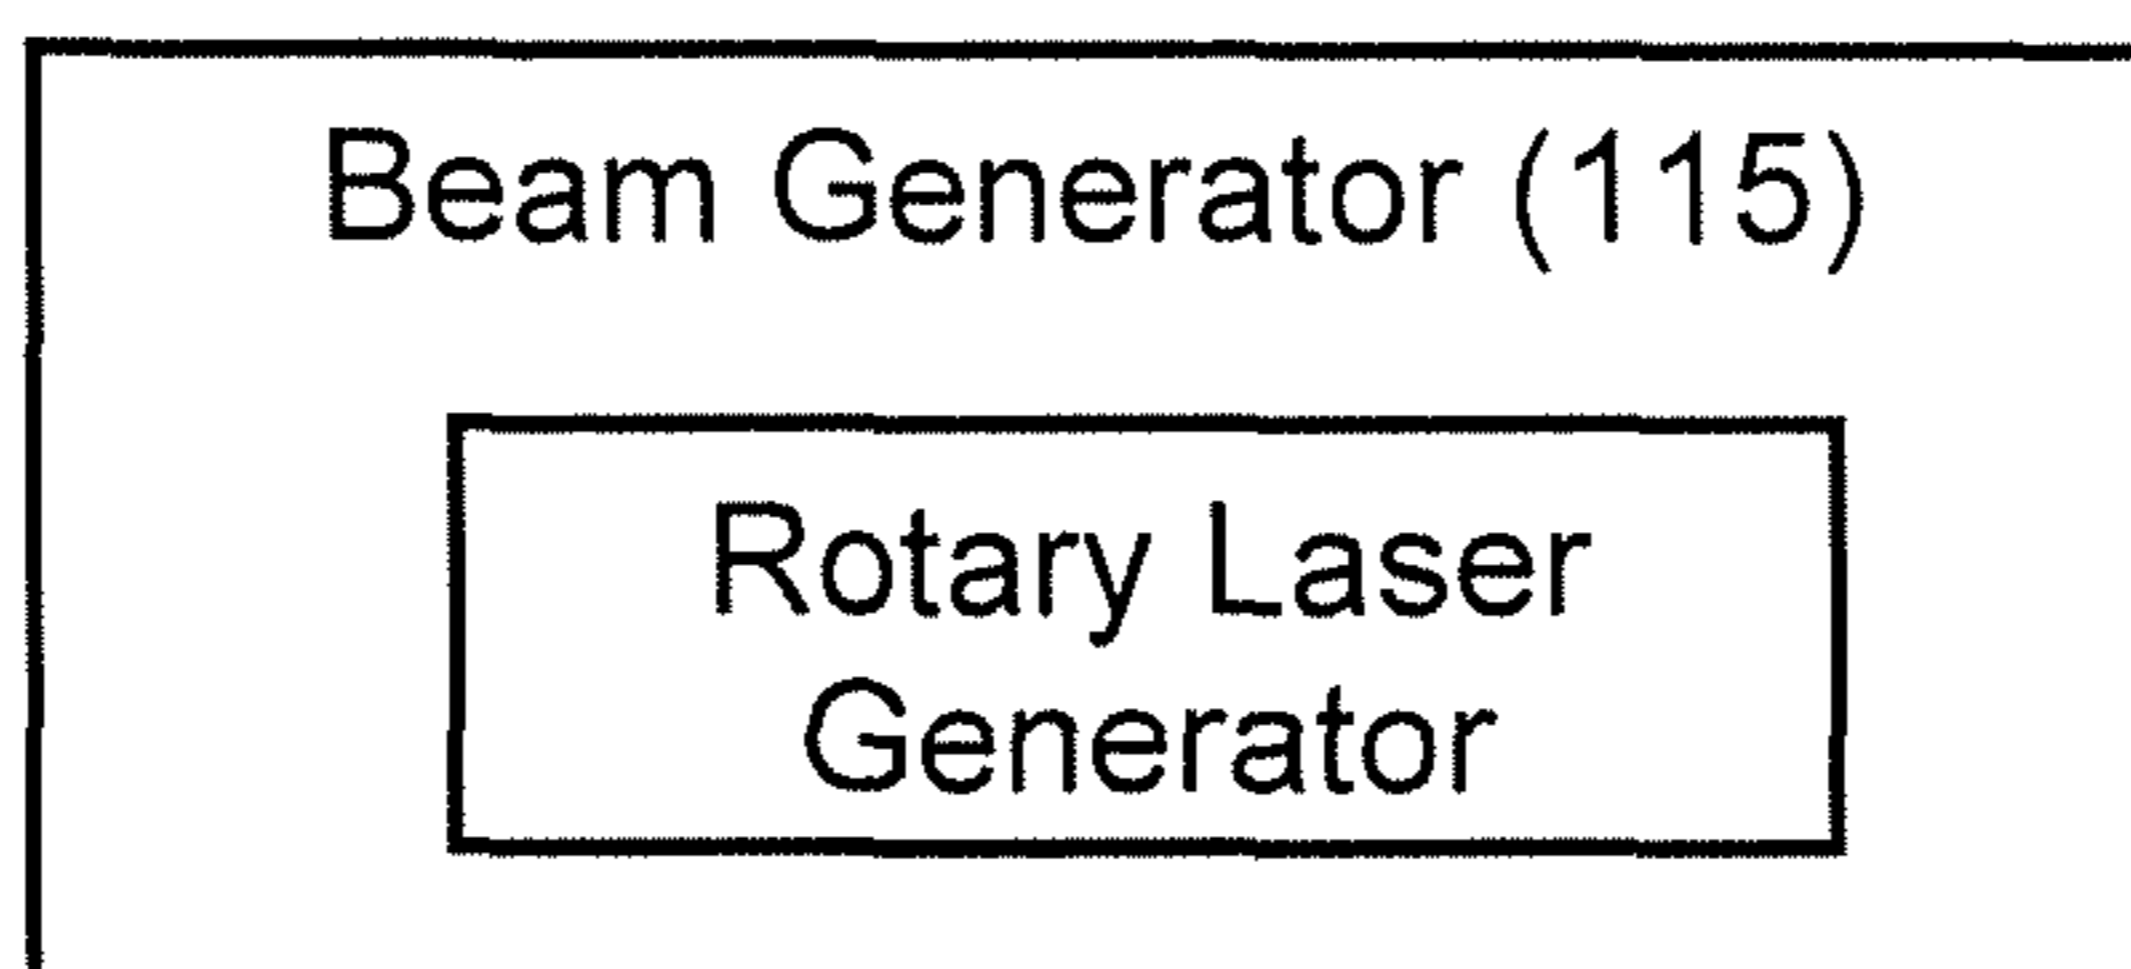 Beam Generator (115)
Rotary Laser
Generator